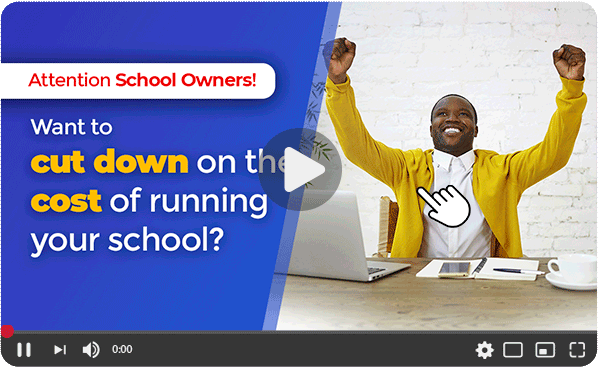 Attention School Owners!
Want to
cut down on the
cost of running
your school?
0:00